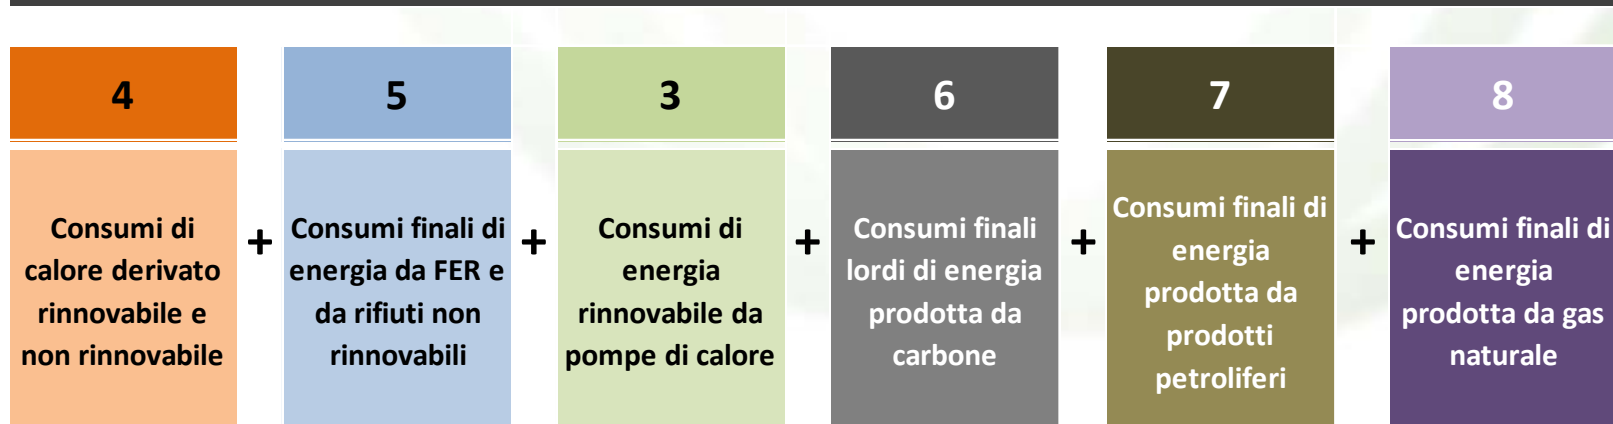 4
5
3
6
7
8
Consumi di
calore derivato
rinnovabile e
non rinnovabile
+
Consumi finali di
energia da FER e
da rifiuti non
rinnovabili
+
Consumi di
energia
rinnovabile da
pompe di calore
+
Consumi finali
lordi di energia
prodotta da
carbone
+
Consumi finali di
energia
prodotta da
prodotti
petroliferi
+
Consumi finali di
energia
prodotta da gas
naturale